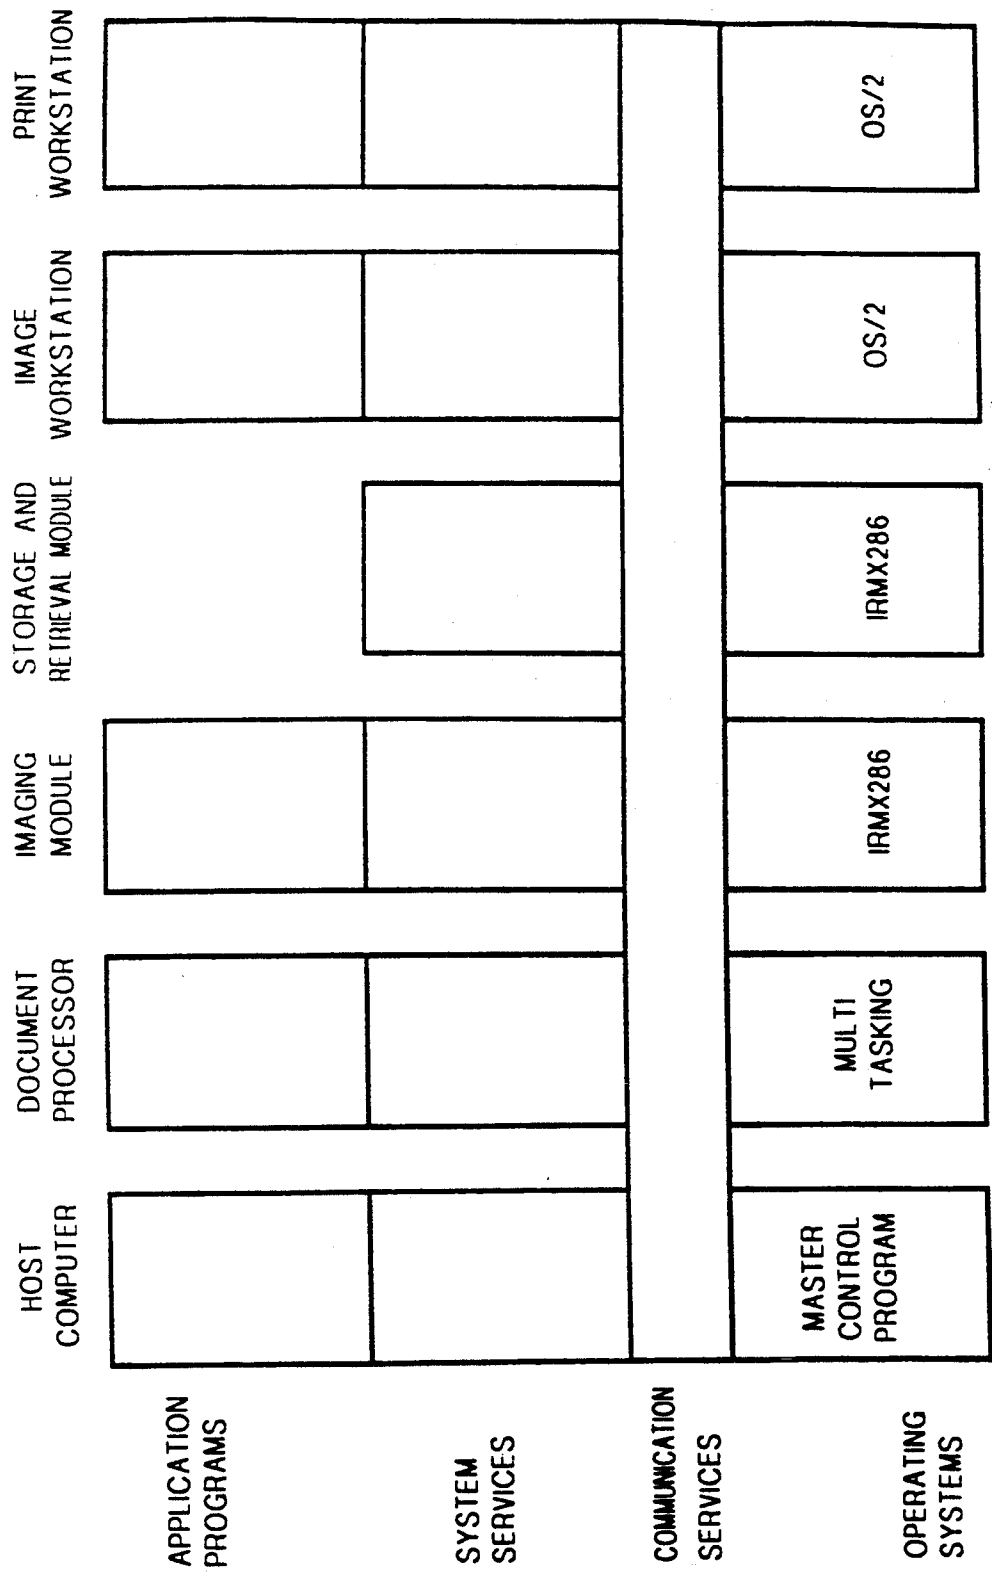 HOST
COMPUTER
DOCUMENT
PROCESSOR
IMAGING
MODULE
STORAGE AND
RETRIEVAL MODULE
IMAGE
WORKSTATION
PRINT
WORKSTATION
APPLICATION
PROGRAMS
SYSTEM
SERVICES
COMMUNICATION
SERVICES
OPERATING
SYSTEMS
MASTER
CONTROL
PROGRAM
MULTI
TASKING
IRMX286
IRMX286
OS/2
OS/2